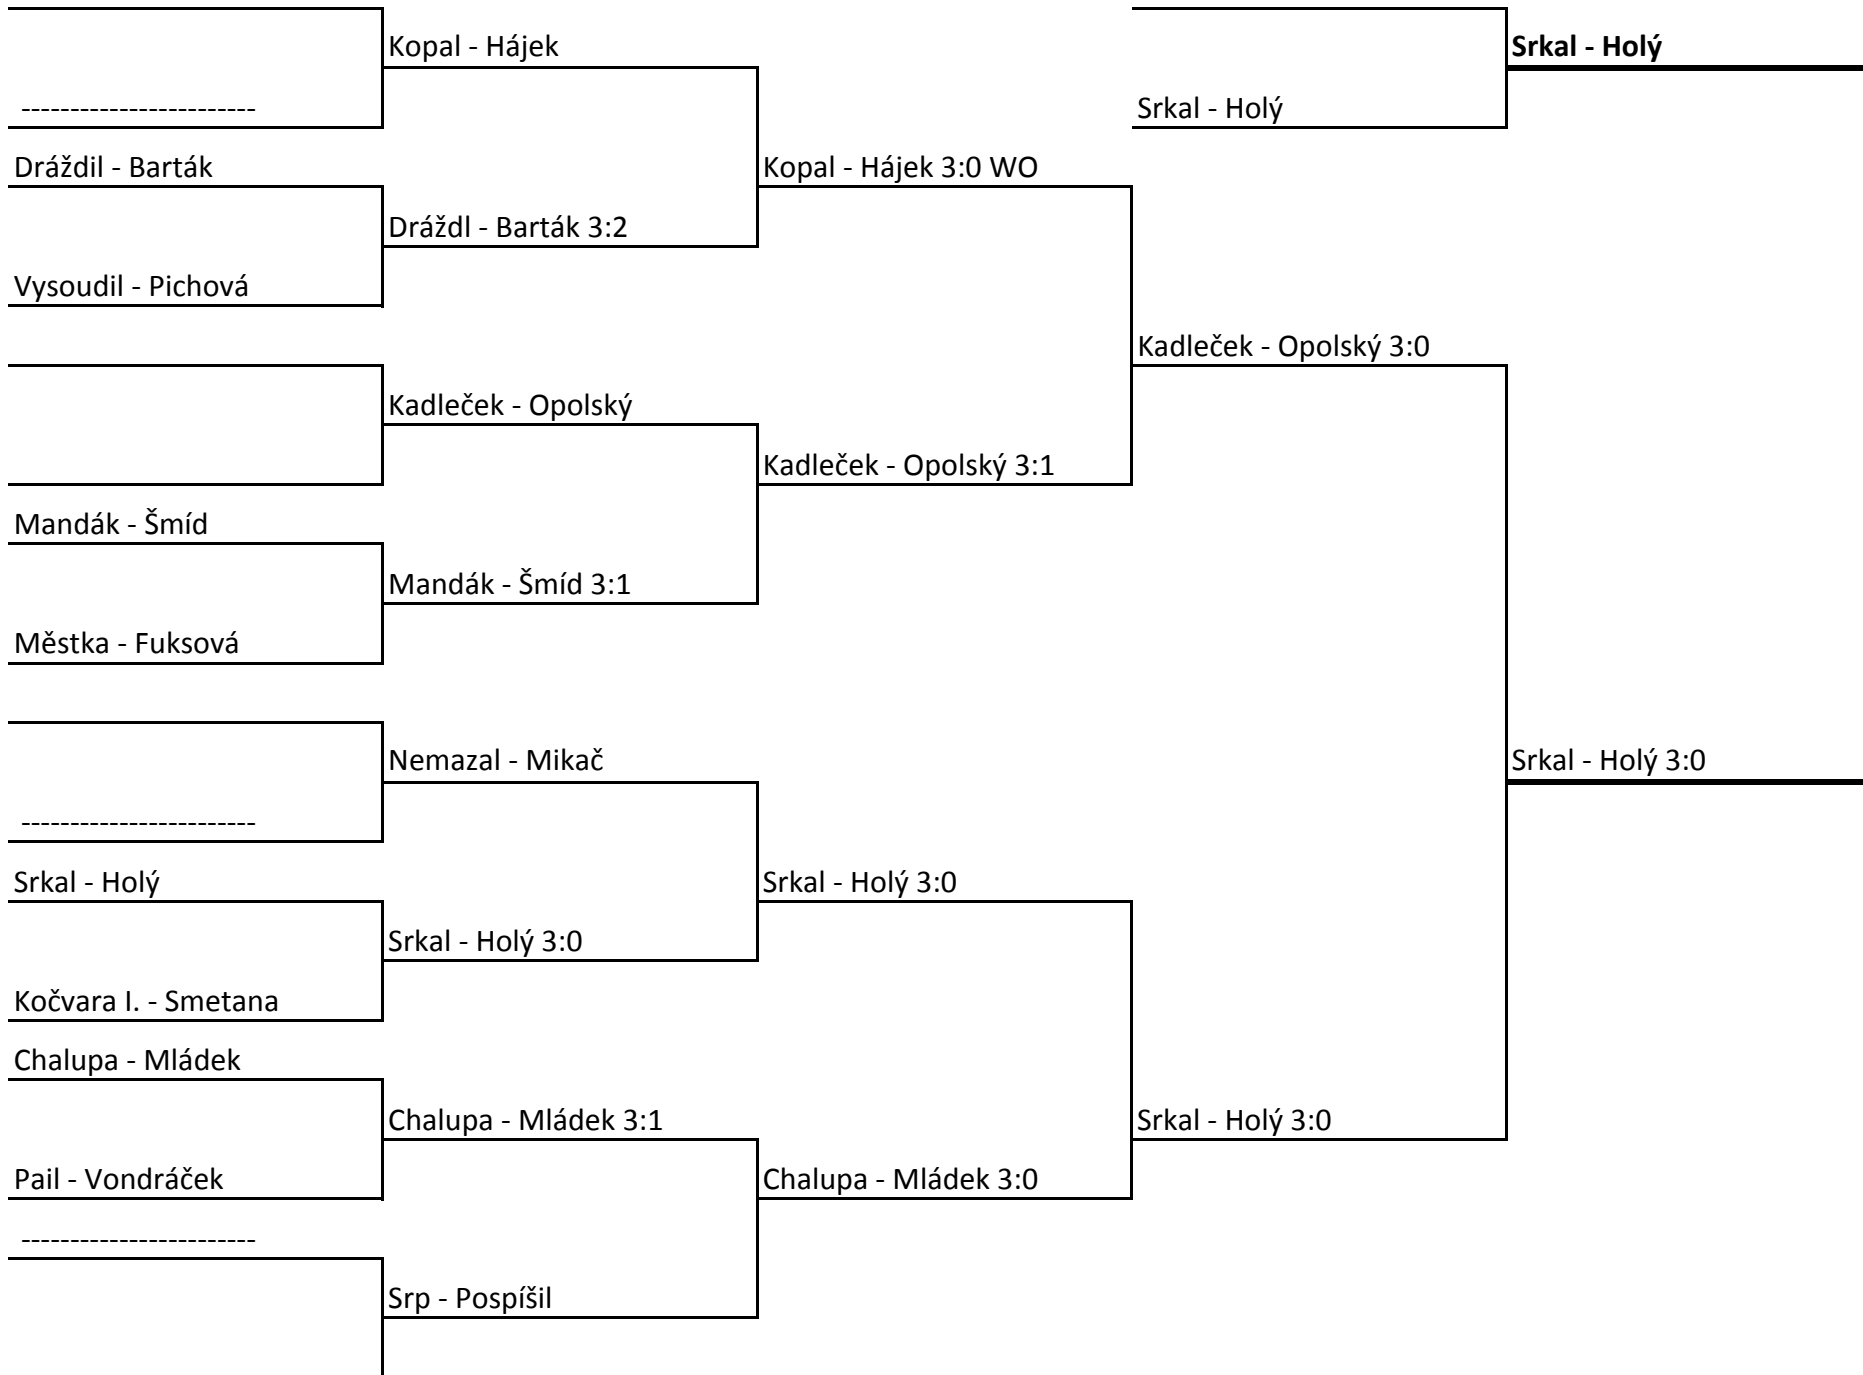 Kopal - Hájek
Srkal - Holý
------------------------
Srkal - Holý
Dráždil - Barták
Kopal - Hájek 3:0 WO
Dráždl - Barták 3:2
Vysoudil - Pichová
Kadleček - Opolský 3:0
Kadleček - Opolský
Kadleček - Opolský 3:1
Mandák - Šmíd
Mandák - Šmíd 3:1
Městka - Fuksová
Nemazal - Mikač
Srkal - Holý 3:0
------------------------
Srkal - Holý
Srkal - Holý 3:0
Srkal - Holý 3:0
Kočvara I. - Smetana
Chalupa - Mládek
Chalupa - Mládek 3:1
Srkal - Holý 3:0
Pail - Vondráček
Chalupa - Mládek 3:0
------------------------
Srp - Pospíšil